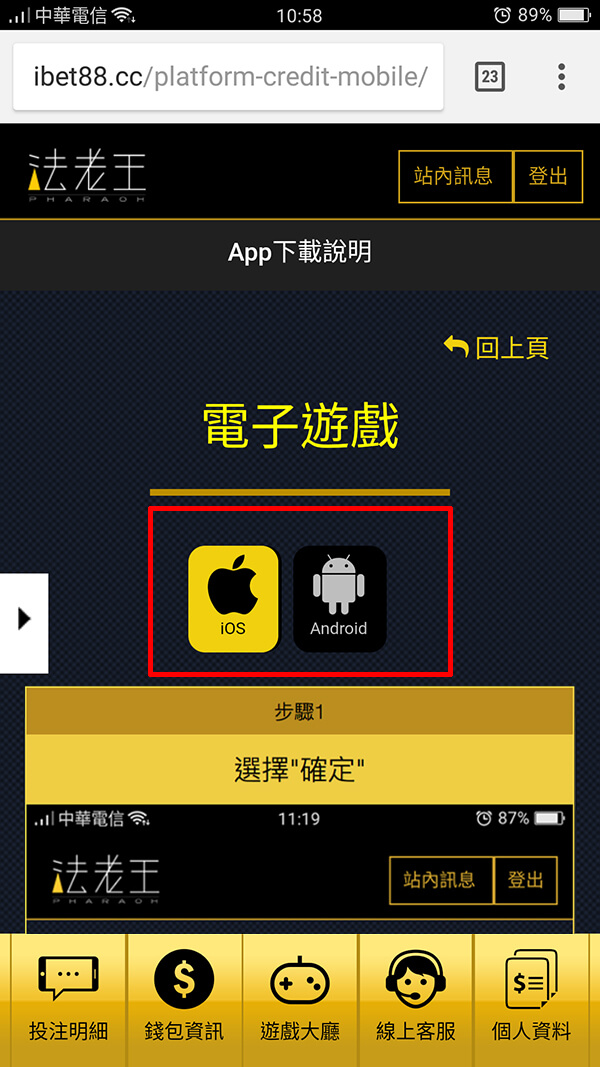 中華電信 10:58 89%
ibet88.cc/platform-credit-mobile/ 23
法老王 站內訊息 登出
PHARAOH
App下載說明
回上頁
電子遊戲
iOS Android
步驟1
選擇"確定"
中華電信 11:19 87%
法老王 站內訊息 登出
PHARAOH
投注明細 錢包資訊 遊戲大廳 線上客服 個人資料